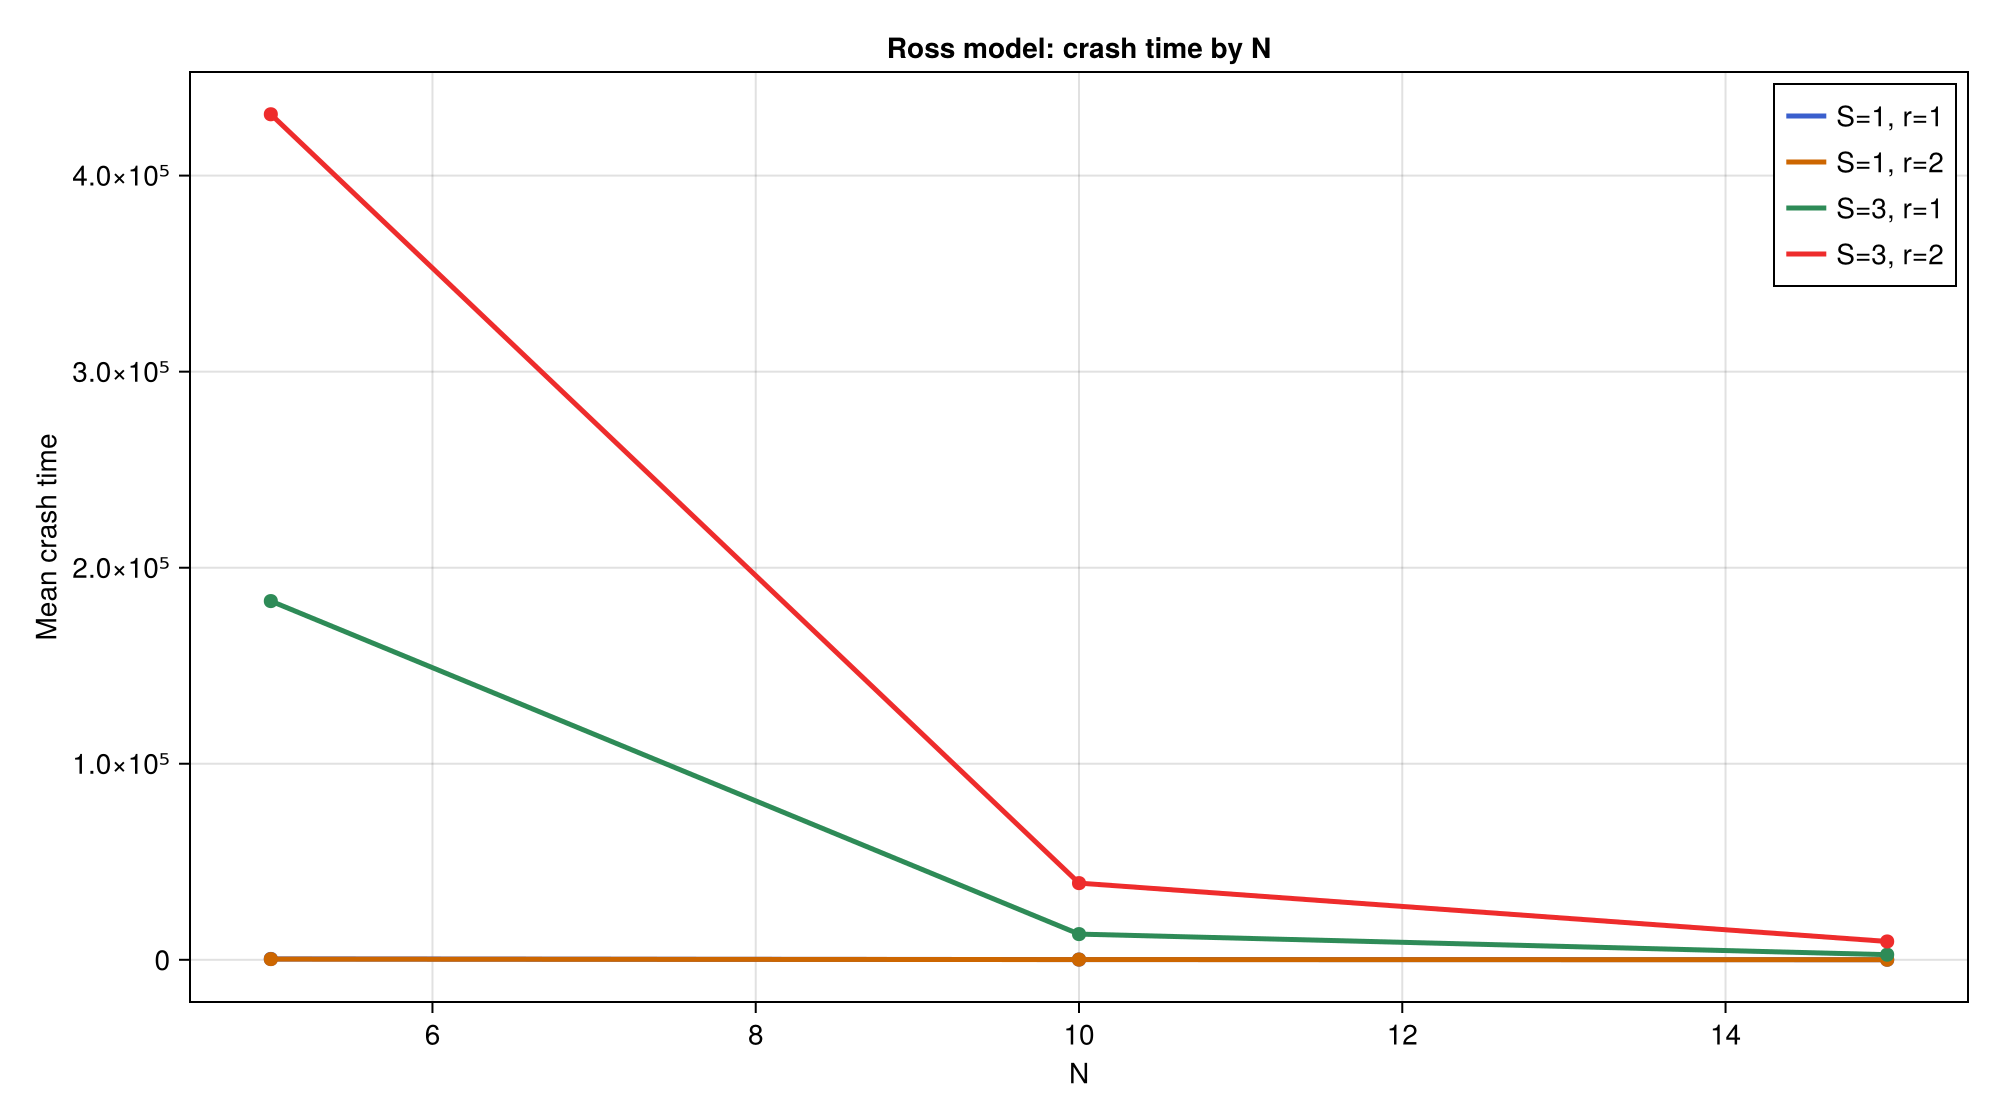 Ross model: crash time by N
S=1, r=1
S=1, r=2
S=3, r=1
S=3, r=2
Mean crash time
4.0×10⁵
3.0×10⁵
2.0×10⁵
1.0×10⁵
0
6 8 10 12 14
N